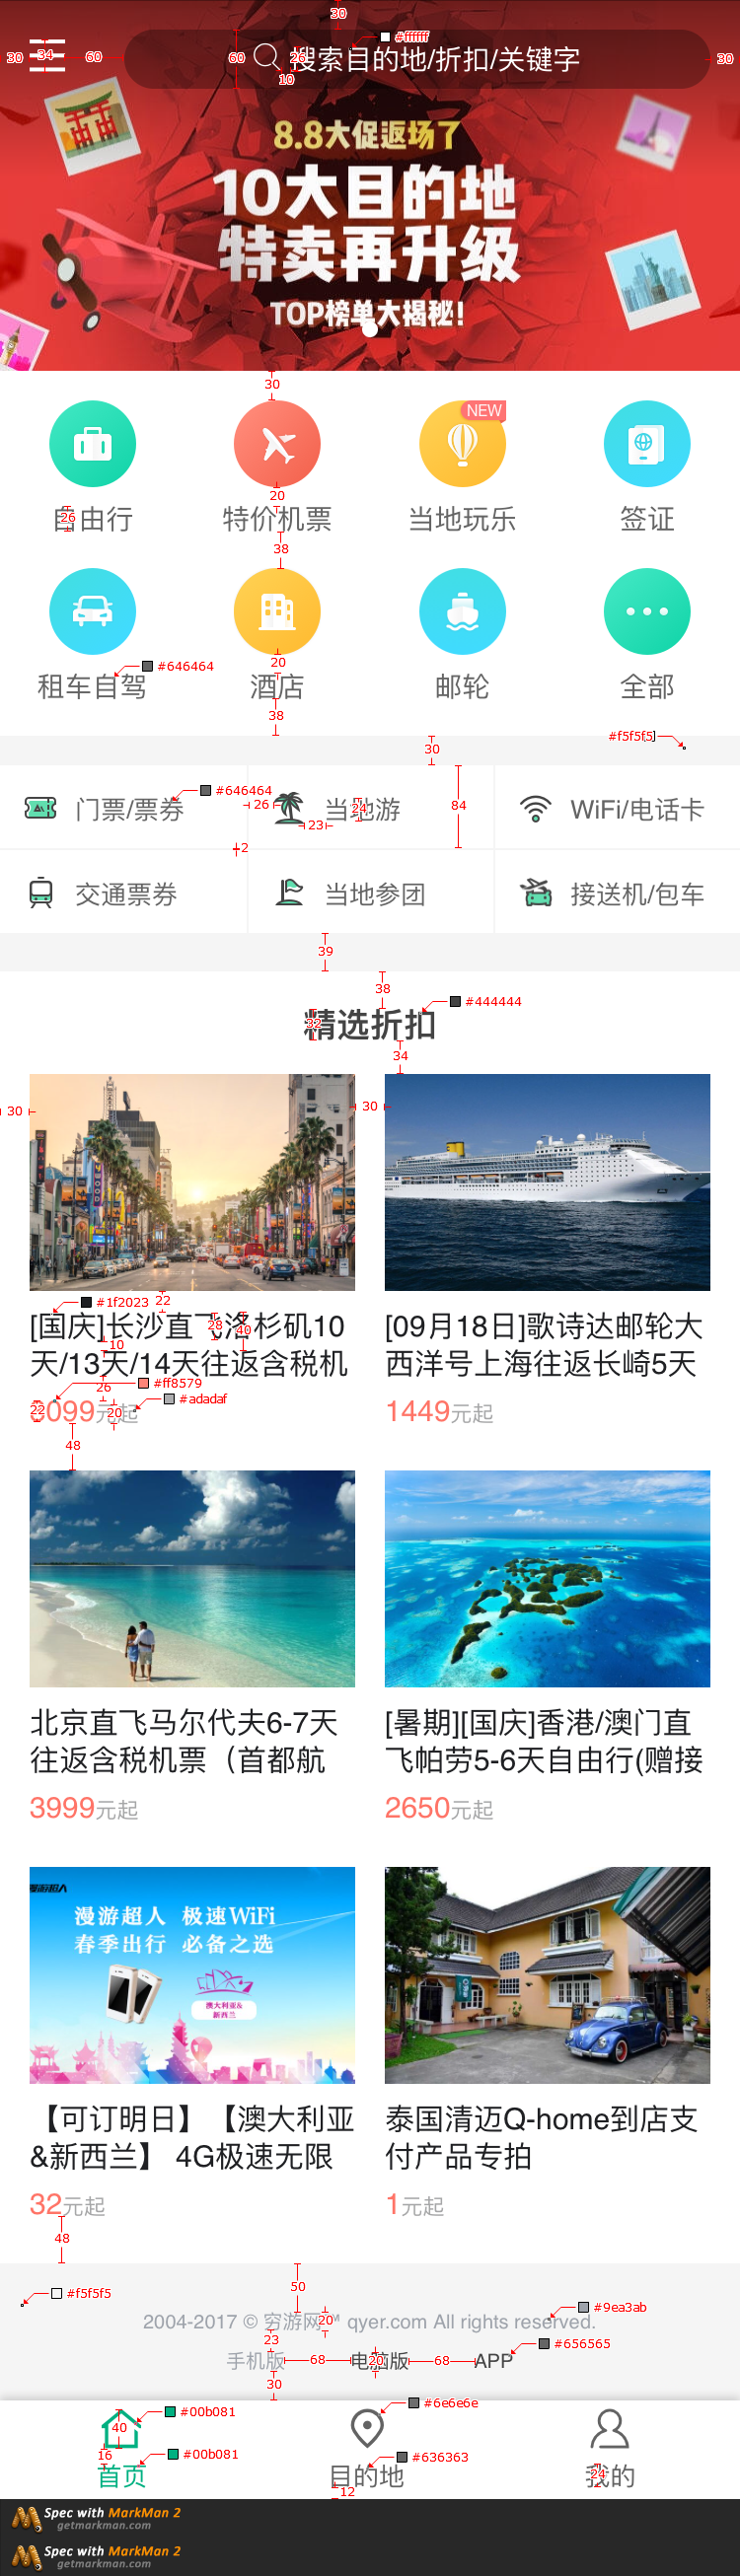 30
#ffffff
30
34
60
60
26
搜索目的地/折扣/关键字
30
10
8.8大促返场了
10大目的地
特卖再升级
TOP榜单大揭秘!
30
NEW
20
26
自由行
特价机票
当地玩乐
签证
38
20
#646464
租车自驾
酒店
邮轮
全部
38
#f5f5f5
30
#646464
门票/票券
26
当地游
24
84
WiFi/电话卡
23
2
交通票券
当地参团
接送机/包车
39
38
#444444
32
精选折扣
34
30
30
#1f2023
22
[国庆]长沙直飞洛杉矶10
28
40
10
天/13天/14天往返含税机
[09月18日]歌诗达邮轮大
西洋号上海往返长崎5天
26
#ff8579
#adadaf
22
6099元起
20
1449元起
48
北京直飞马尔代夫6-7天
往返含税机票（首都航
3999元起
[暑期][国庆]香港/澳门直
飞帕劳5-6天自由行(赠接
2650元起
漫游超人
漫游超人 极速WiFi
春季出行 必备之选
澳大利亚&
新西兰
【可订明日】【澳大利亚
&新西兰】 4G极速无限
32元起
泰国清迈Q-home到店支
付产品专拍
1元起
48
50
#f5f5f5
#9ea3ab
2004-2017 © 穷游网™ qyer.com All rights reserved.
20
23
#656565
手机版
68
电脑版
20
68
APP
30
#6e6e6e
#00b081
40
16
#00b081
#636363
首页
目的地
我的
24
12
Spec with MarkMan 2
getmarkman.com
Spec with MarkMan 2
getmarkman.com